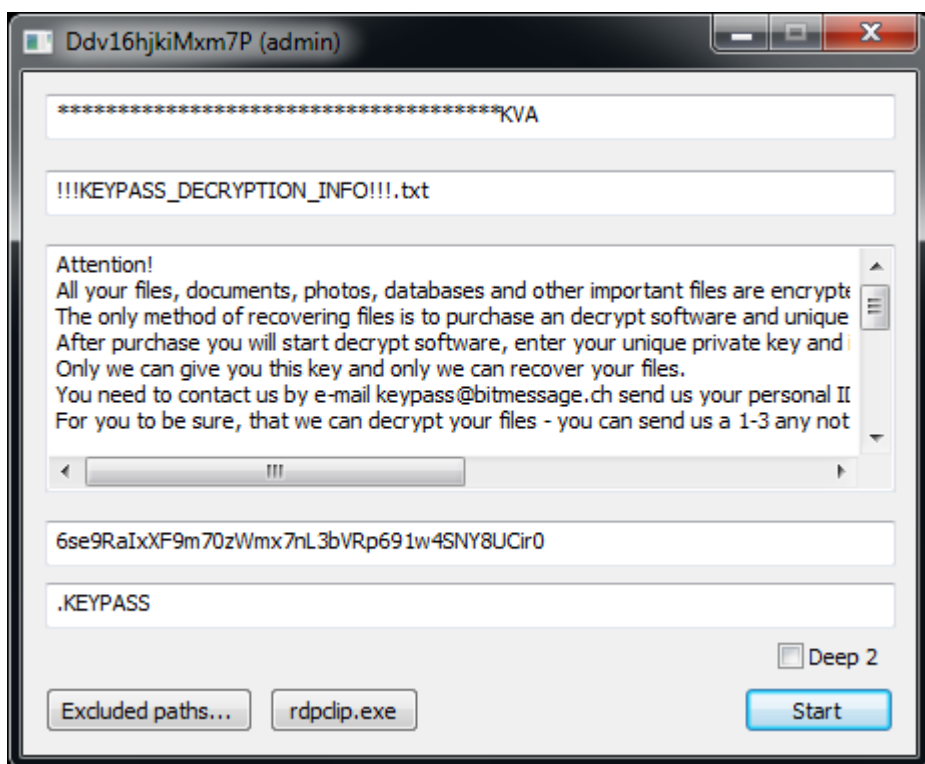 Ddv16hjkiMxm7P (admin)
*************************************KVA
!!!KEYPASS_DECRYPTION_INFO!!!.txt
Attention!
All your files, documents, photos, databases and other important files are encrypte
The only method of recovering files is to purchase an decrypt software and unique
After purchase you will start decrypt software, enter your unique private key and i
Only we can give you this key and only we can recover your files.
You need to contact us by e-mail keypass@bitmessage.ch send us your personal II
For you to be sure, that we can decrypt your files - you can send us a 1-3 any not
6se9RaIxXF9m70zWmx7nL3bVRp691w4SNY8UCir0
.KEYPASS
Deep 2
Excluded paths... rdpclip.exe Start